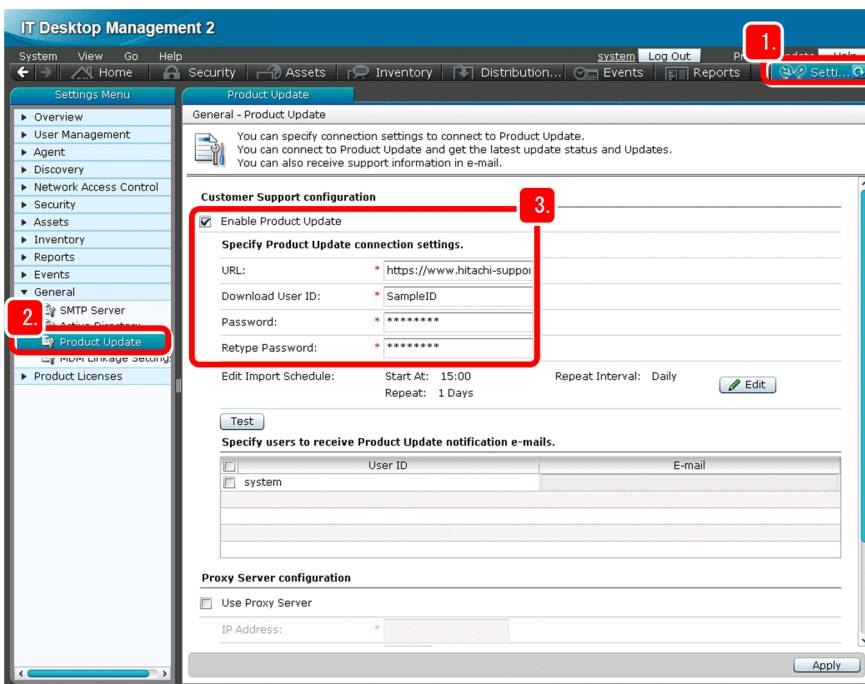 IT Desktop Management 2
1.
System View Go Help system Log Out
Home Security Assets Inventory Distribution... Events Reports Setti...
Settings Menu Product Update
Overview
User Management
Agent
Discovery
Network Access Control
Security
Assets
Inventory
Reports
Events
General
SMTP Server
2.
Active Directory
Product Update
MDM Linkage Settings
Product Licenses
General - Product Update
You can specify connection settings to connect to Product Update.
You can connect to Product Update and get the latest update status and Updates.
You can also receive support information in e-mail.
Customer Support configuration
3.
Enable Product Update
Specify Product Update connection settings.
URL: * https://www.hitachi-suppor
Download User ID: * SampleID
Password: * ********
Retype Password: * ********
Edit Import Schedule: Start At: 15:00 Repeat Interval: Daily Edit
Repeat: 1 Days
Test
Specify users to receive Product Update notification e-mails.
User ID E-mail
system
Proxy Server configuration
Use Proxy Server
IP Address: *
Apply